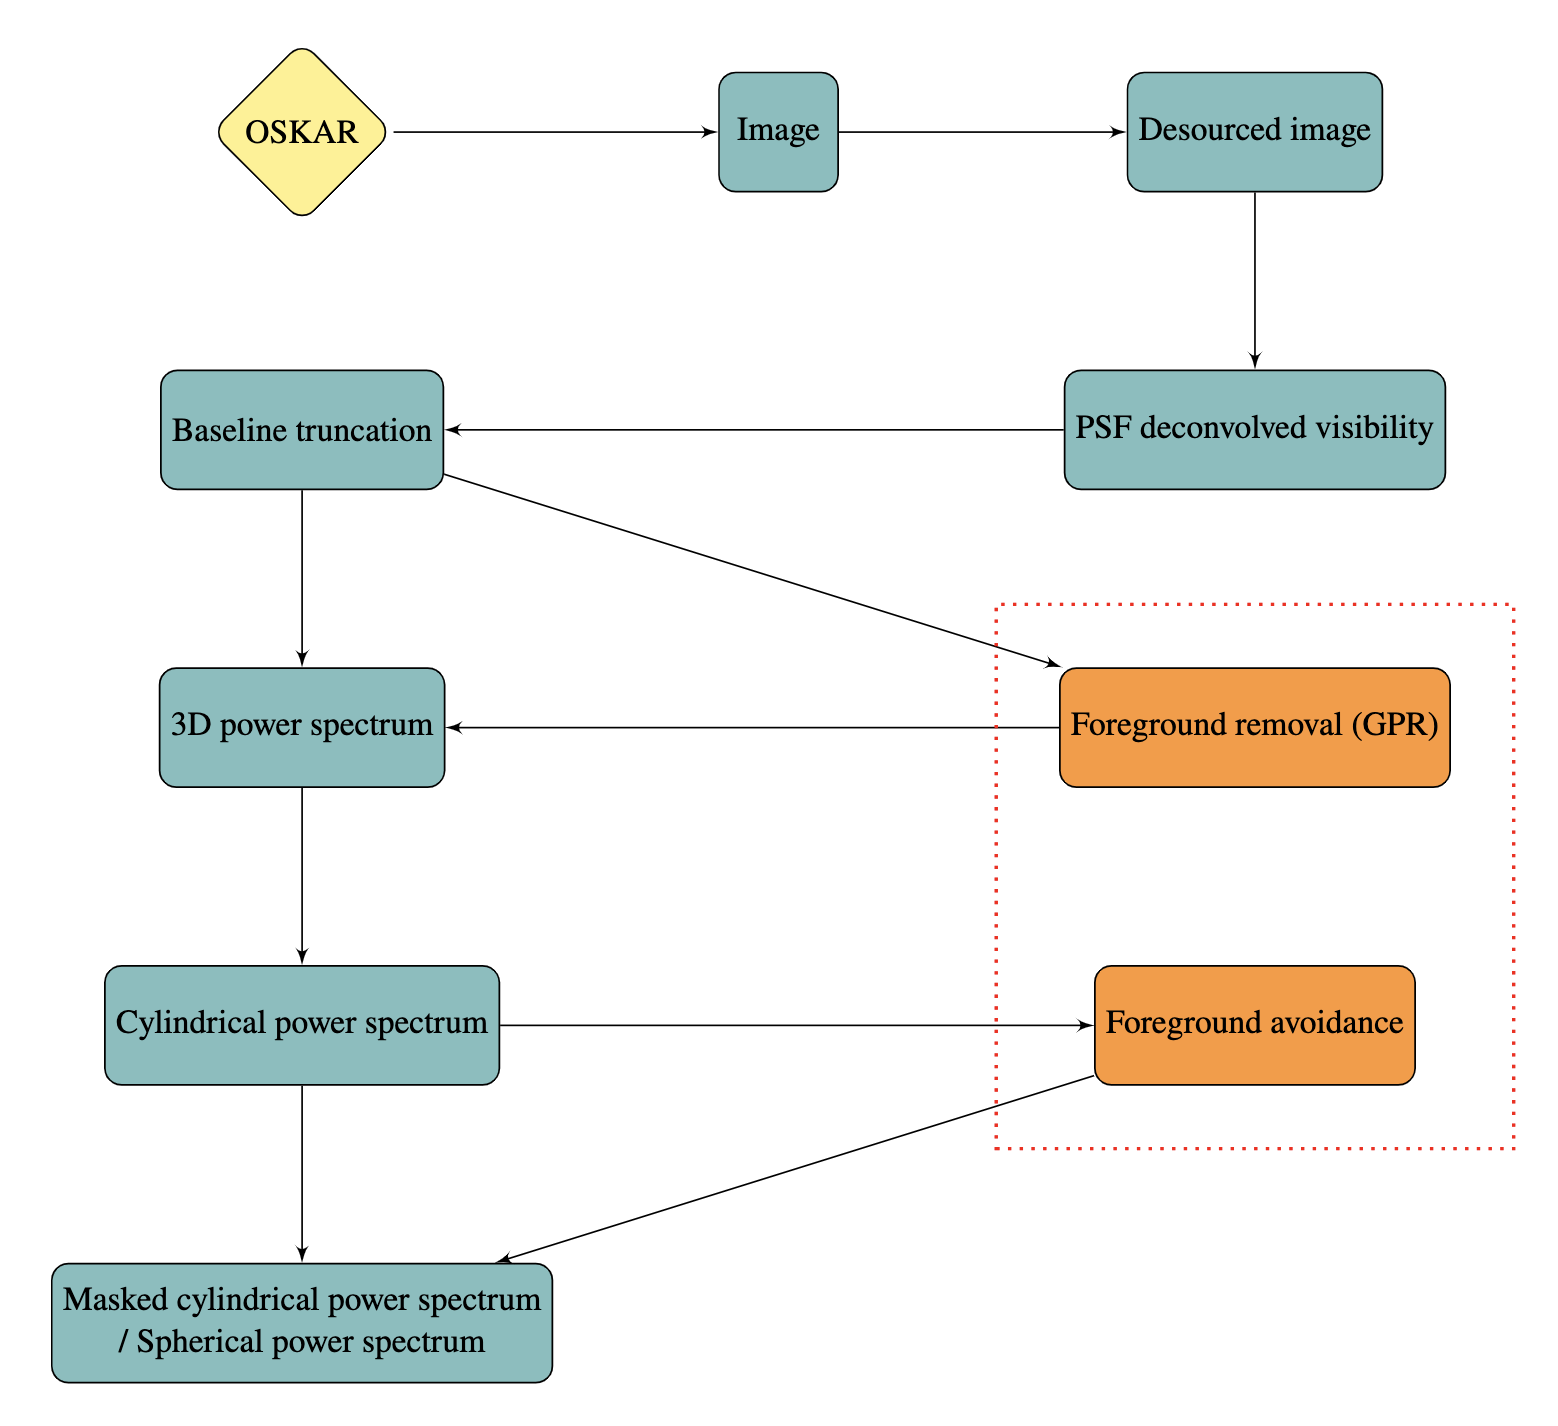 OSKAR
Image
Desourced image
Baseline truncation
PSF deconvolved visibility
3D power spectrum
Foreground removal (GPR)
Cylindrical power spectrum
Foreground avoidance
Masked cylindrical power spectrum
/ Spherical power spectrum